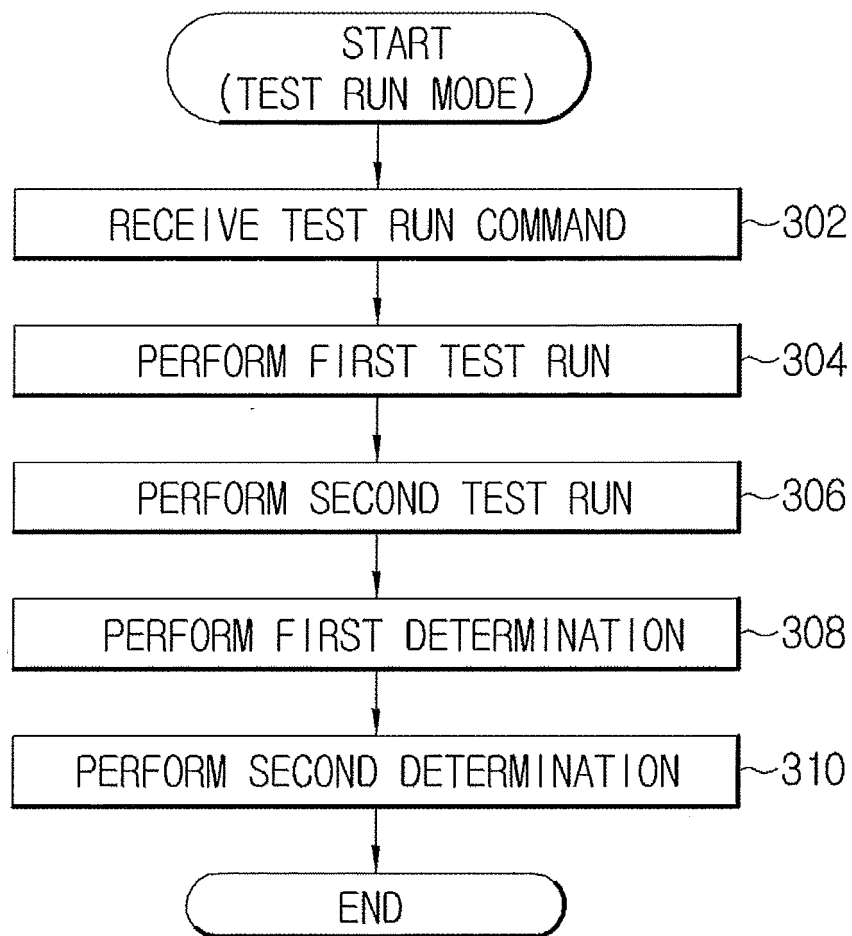 START
(TEST RUN MODE)
RECEIVE TEST RUN COMMAND
302
PERFORM FIRST TEST RUN
304
PERFORM SECOND TEST RUN
306
PERFORM FIRST DETERMINATION
308
PERFORM SECOND DETERMINATION
310
END